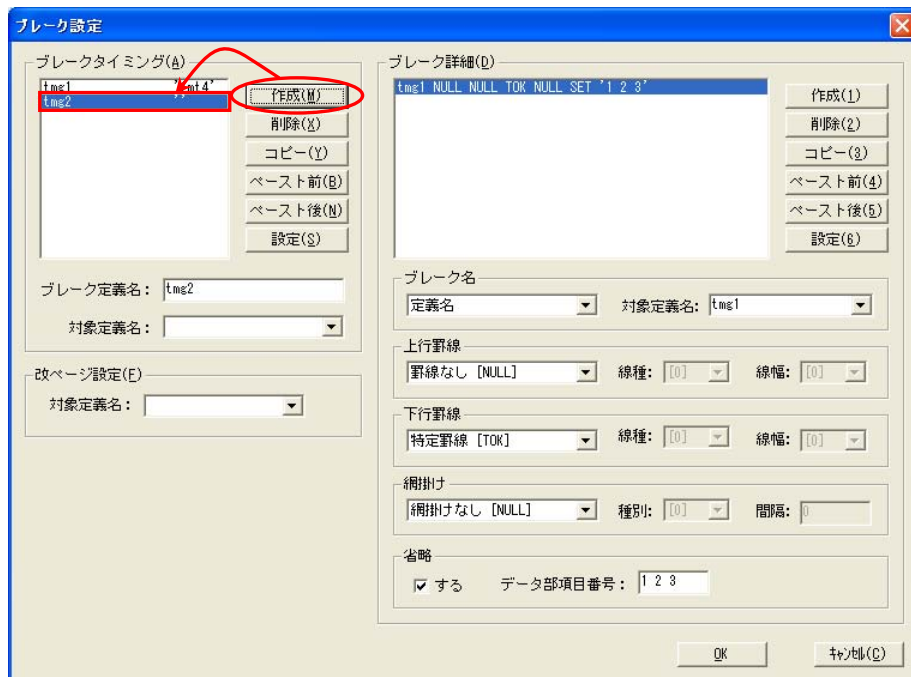 ブレーク設定
ブレークタイミング(A)
tmg1
tmg2
作成(M)
削除(X)
コピー(Y)
ペースト前(B)
ペースト後(N)
設定(S)
ブレーク定義名： tmg2
対象定義名：
改ページ設定(F)
対象定義名：
ブレーク詳細(D)
tmg1 NULL NULL TOK NULL SET '1 2 3'
作成(1)
削除(2)
コピー(3)
ペースト前(4)
ペースト後(5)
設定(6)
ブレーク名
定義名 対象定義名: tmg1
上行罫線
罫線なし [NULL] 線種: [0] 線幅: [0]
下行罫線
特定罫線 [TOK] 線種: [0] 線幅: [0]
網掛け
網掛けなし [NULL] 種別: [0] 間隔: 0
省略
する データ部項目番号： 1 2 3
OK
ｷｬﾝｾﾙ(C)